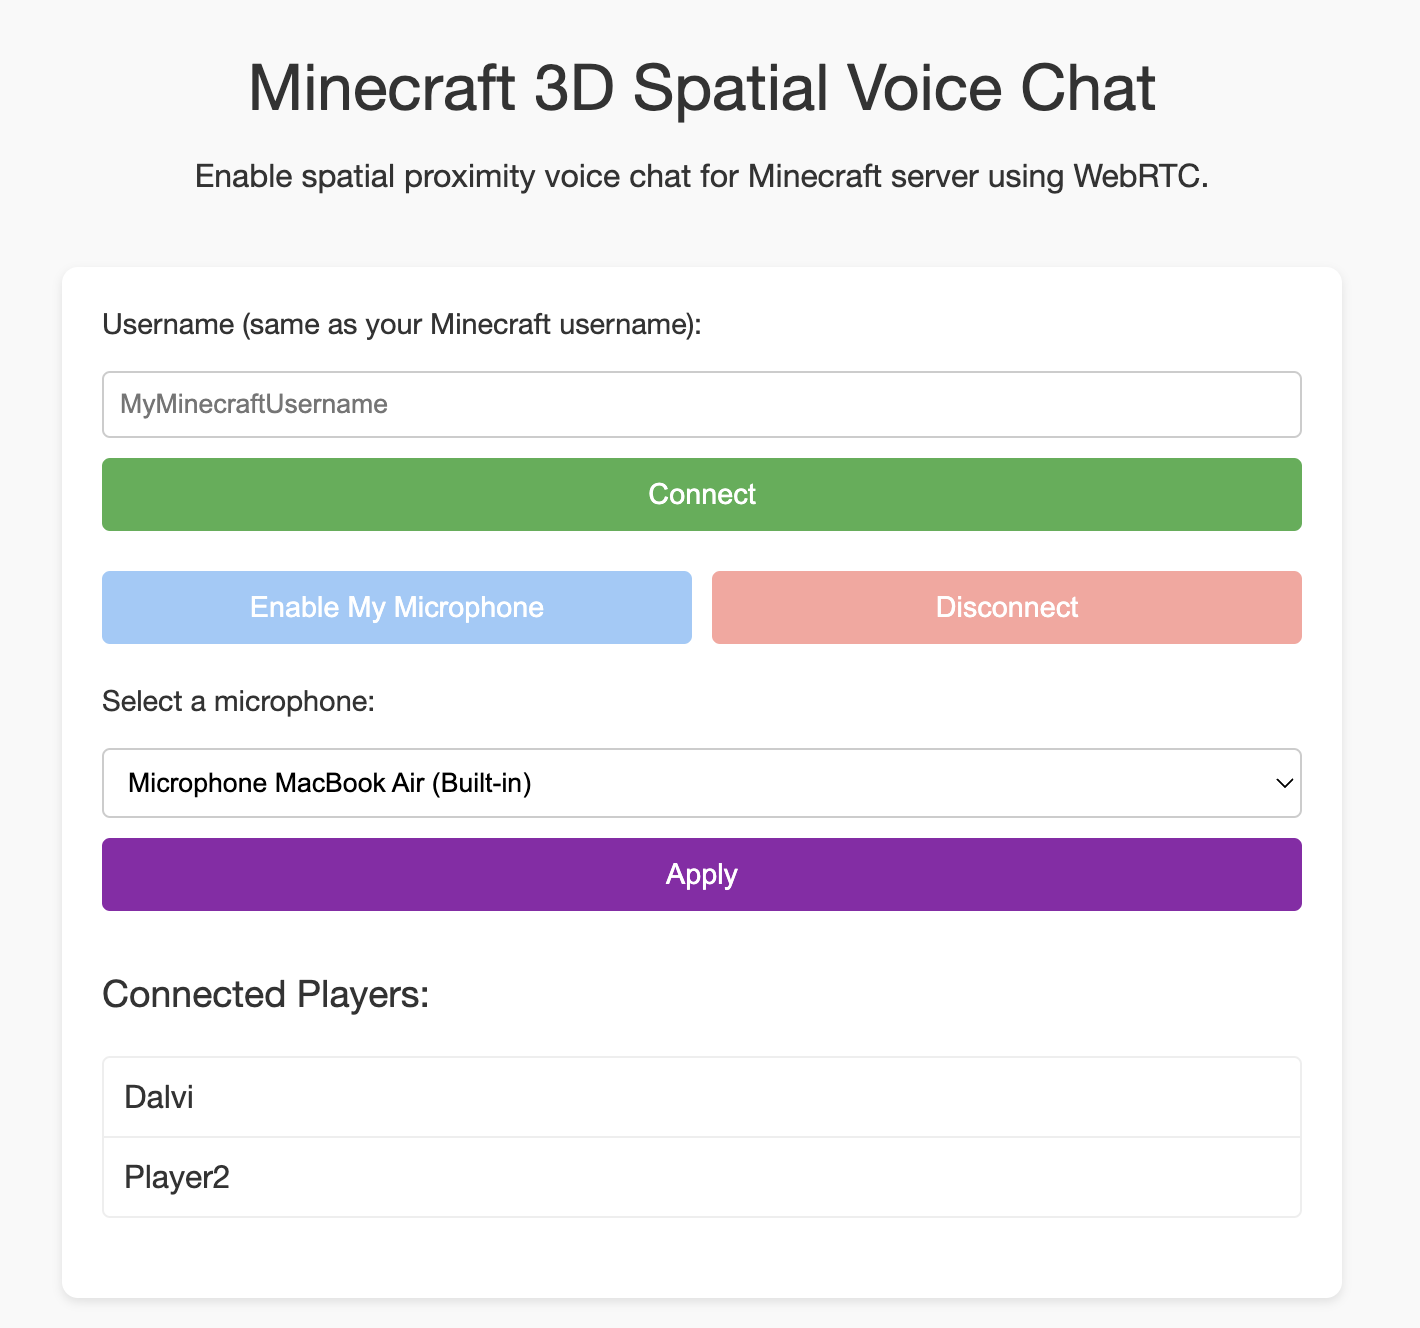 Minecraft 3D Spatial Voice Chat
Enable spatial proximity voice chat for Minecraft server using WebRTC.
Username (same as your Minecraft username):
MyMinecraftUsername
Connect
Enable My Microphone
Disconnect
Select a microphone:
Microphone MacBook Air (Built-in)
Apply
Connected Players:
Dalvi
Player2